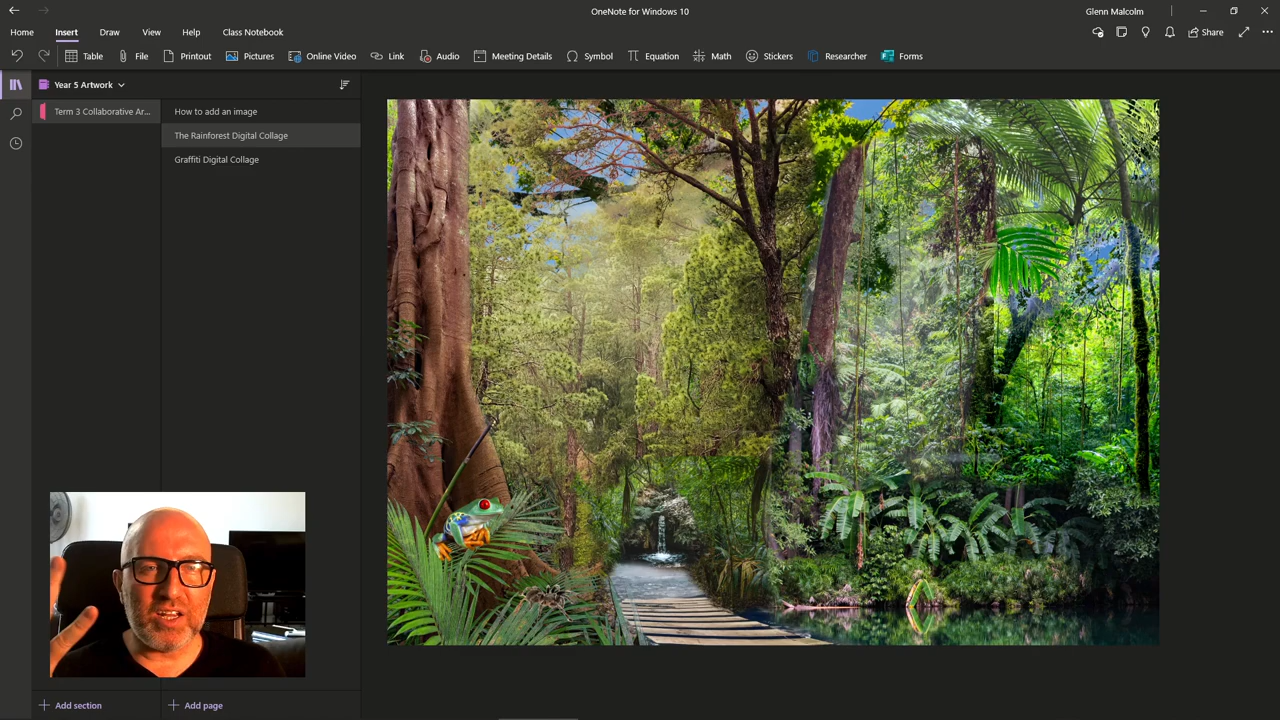 OneNote for Windows 10
Glenn Malcolm
Home
Insert
Draw
View
Help
Class Notebook
Share
Table
File
Printout
Pictures
Online Video
Link
Audio
Meeting Details
Symbol
Equation
Math
Stickers
Researcher
Forms
Year 5 Artwork
Term 3 Collaborative Ar...
How to add an image
The Rainforest Digital Collage
Graffiti Digital Collage
Add section
Add page